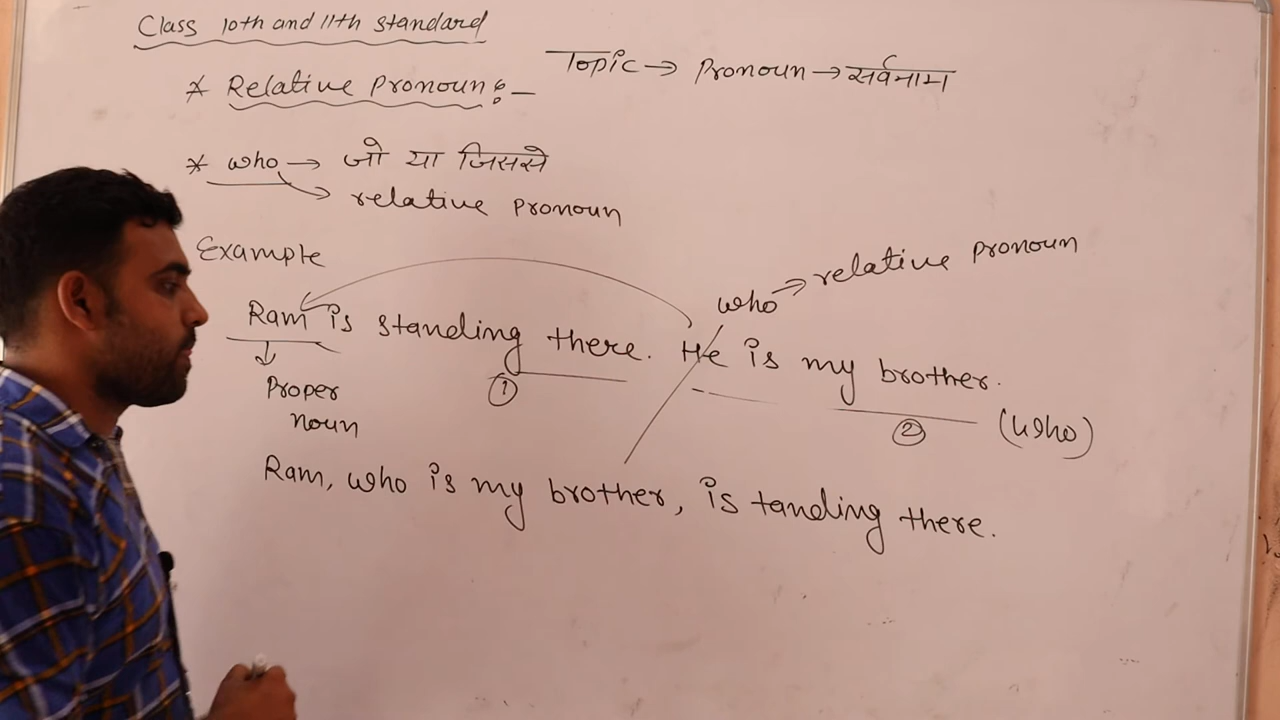 Class 10th and 11th standard
Topic → Pronoun → सर्वनाम
* Relative Pronoun :-
* who → जो या जिससे
→ relative pronoun
Example
who → relative pronoun
Ram is standing there. He is my brother.
① ② (who)
Proper
noun
Ram, who is my brother, is tanding there.